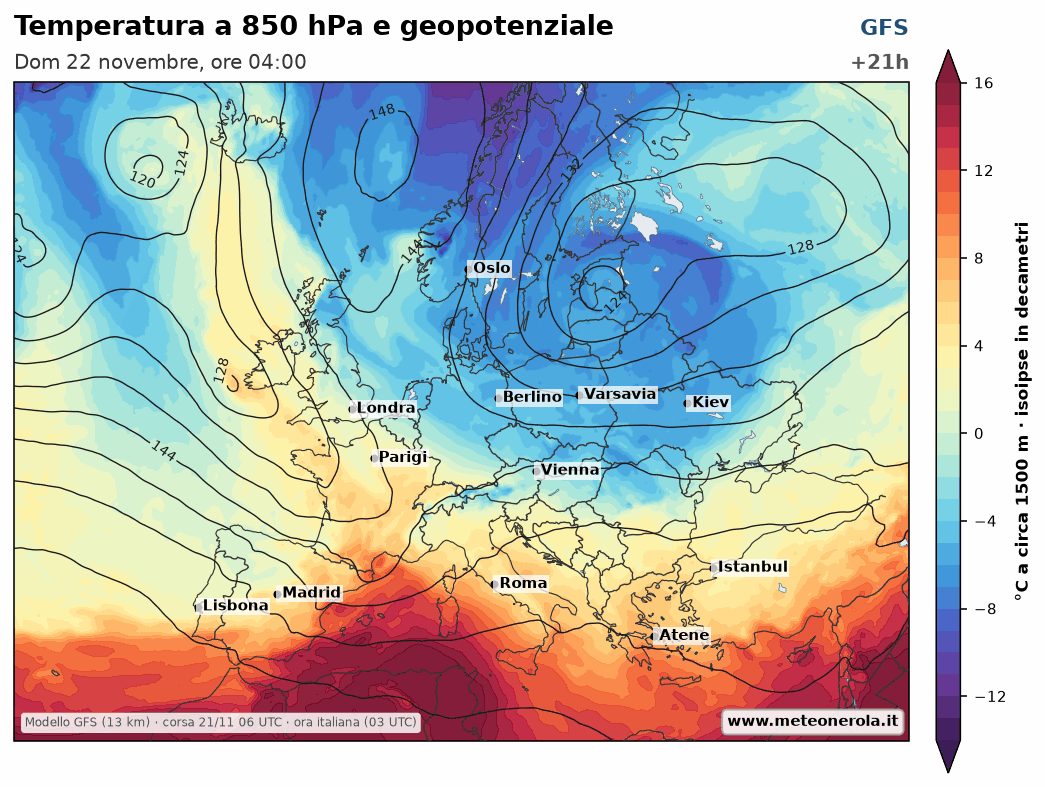 Temperatura a 850 hPa e geopotenziale
GFS
Dom 22 novembre, ore 04:00
+21h
148
124
120
132
124
144
128
124
Oslo
128
Berlino
Varsavia
Kiev
Londra
144
Parigi
Vienna
Istanbul
Roma
Madrid
Lisbona
Atene
Modello GFS (13 km) · corsa 21/11 06 UTC · ora italiana (03 UTC)
www.meteonerola.it
16
12
8
4
0
−4
−8
−12
°C a circa 1500 m · isoipse in decametri